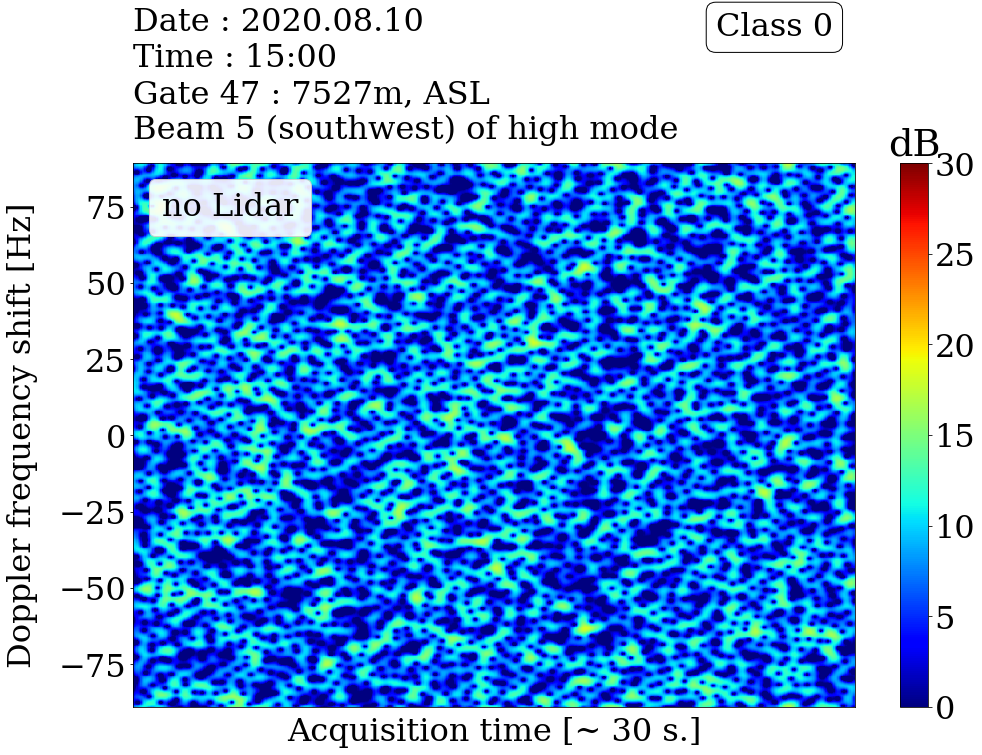 Date : 2020.08.10
Time : 15:00
Gate 47 : 7527m, ASL
Beam 5 (southwest) of high mode
Class 0
dB
no Lidar
Doppler frequency shift [Hz]
75
50
25
0
−25
−50
−75
30
25
20
15
10
5
0
Acquisition time [~ 30 s.]